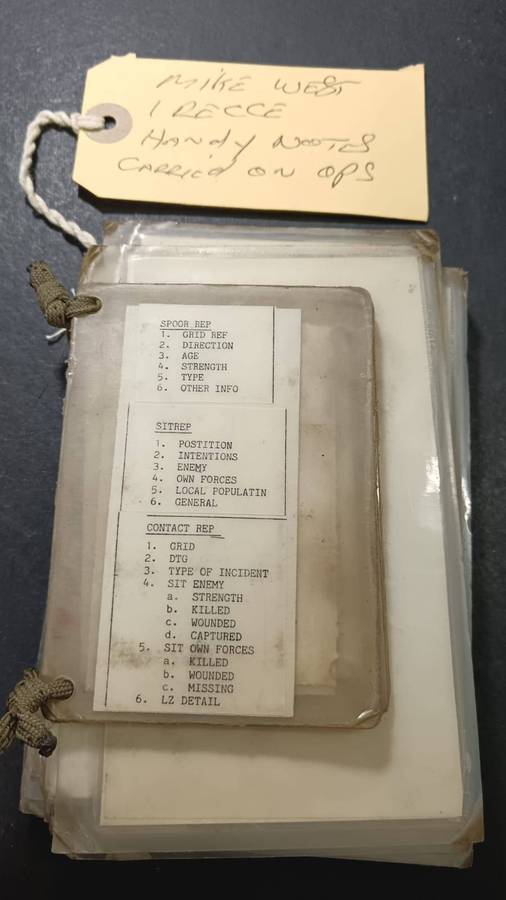 MIKE WEST
1 RECCE
HANDY NOTES
CARRIED ON OPS
SPOOR REP
1. GRID REF
2. DIRECTION
3. AGE
4. STRENGTH
5. TYPE
6. OTHER INFO
SITREP
1. POSTITION
2. INTENTIONS
3. ENEMY
4. OWN FORCES
5. LOCAL POPULATIN
6. GENERAL
CONTACT REP
1. GRID
2. DTG
3. TYPE OF INCIDENT
4. SIT ENEMY
a. STRENGTH
b. KILLED
c. WOUNDED
d. CAPTURED
5. SIT OWN FORCES
a. KILLED
b. WOUNDED
c. MISSING
6. LZ DETAIL